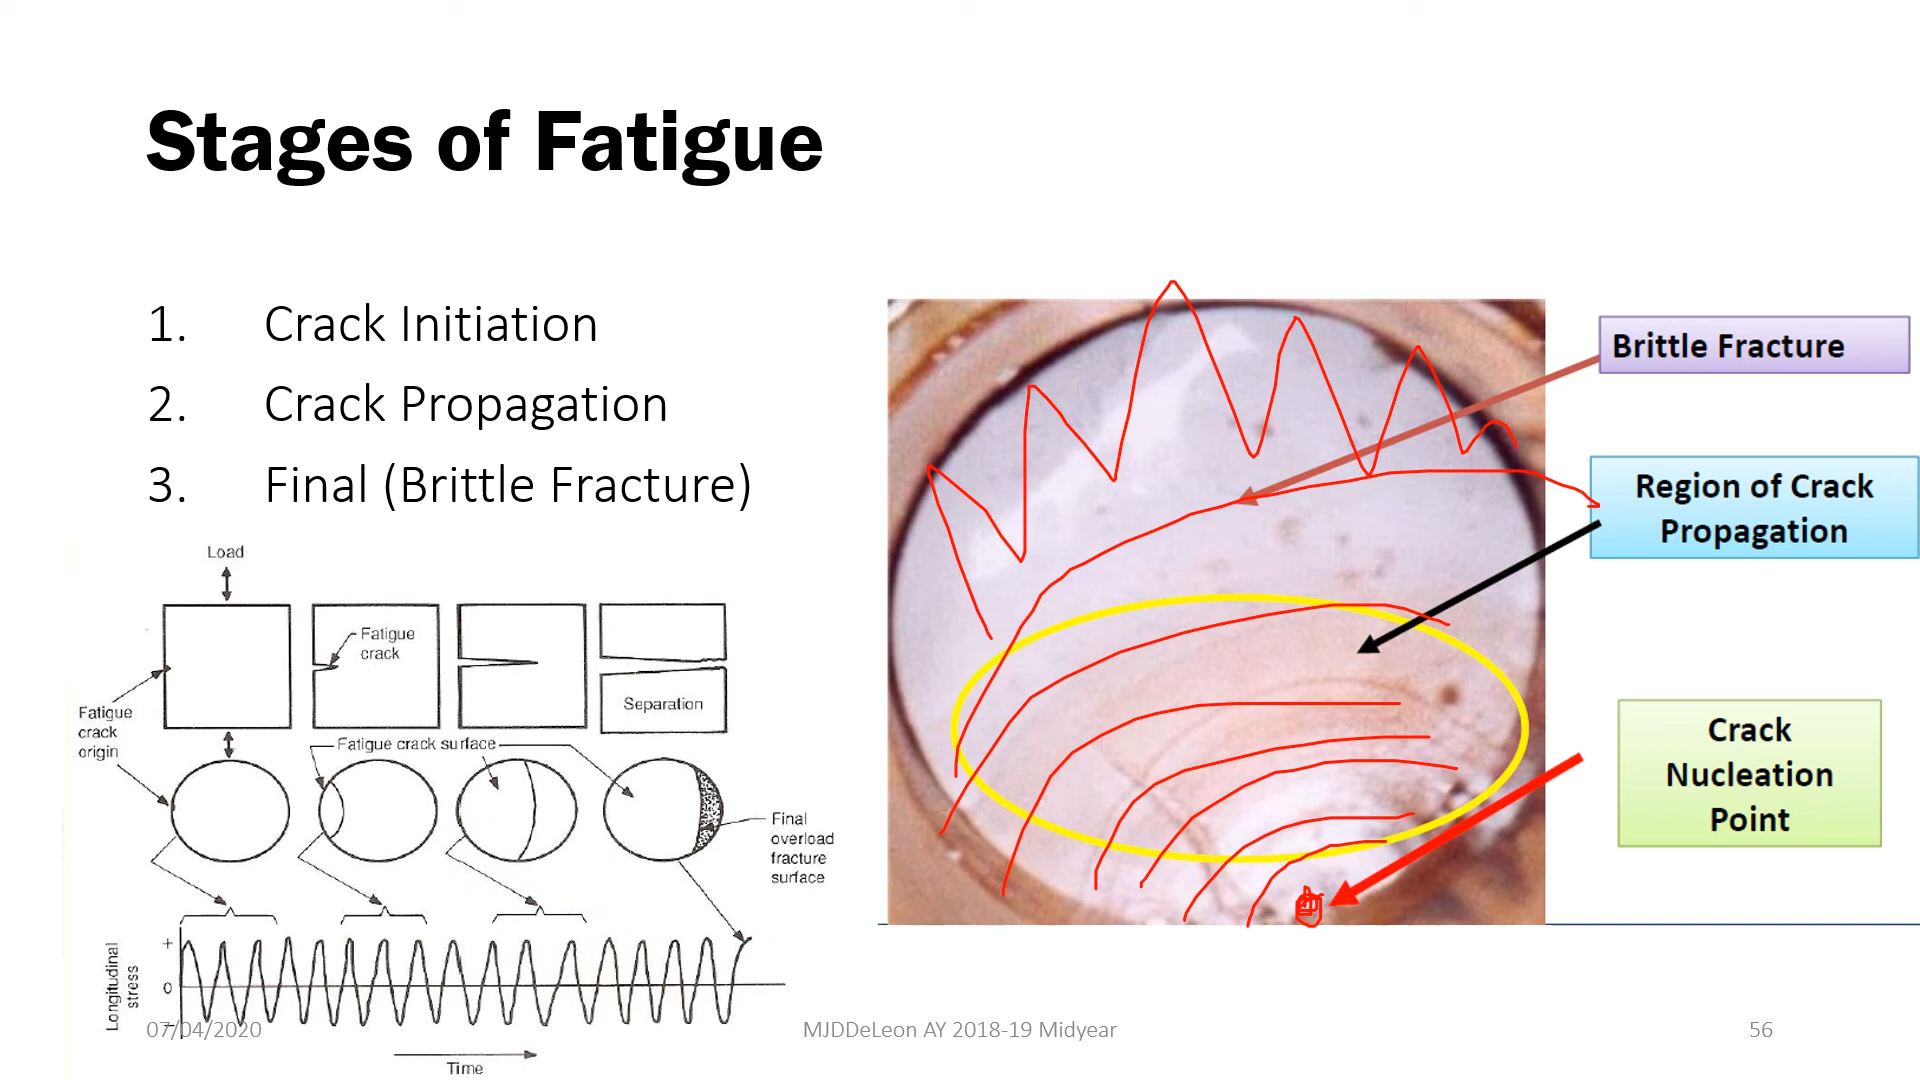 Stages of Fatigue
1. Crack Initiation
2. Crack Propagation
3. Final (Brittle Fracture)
Load
Fatigue
crack
Separation
Fatigue
crack
origin
Fatigue crack surface
Final
overload
fracture
surface
+
0
Longitudinal
stress
Time
Brittle Fracture
Region of Crack
Propagation
Crack
Nucleation
Point
07/04/2020
MJDDeLeon AY 2018-19 Midyear
56